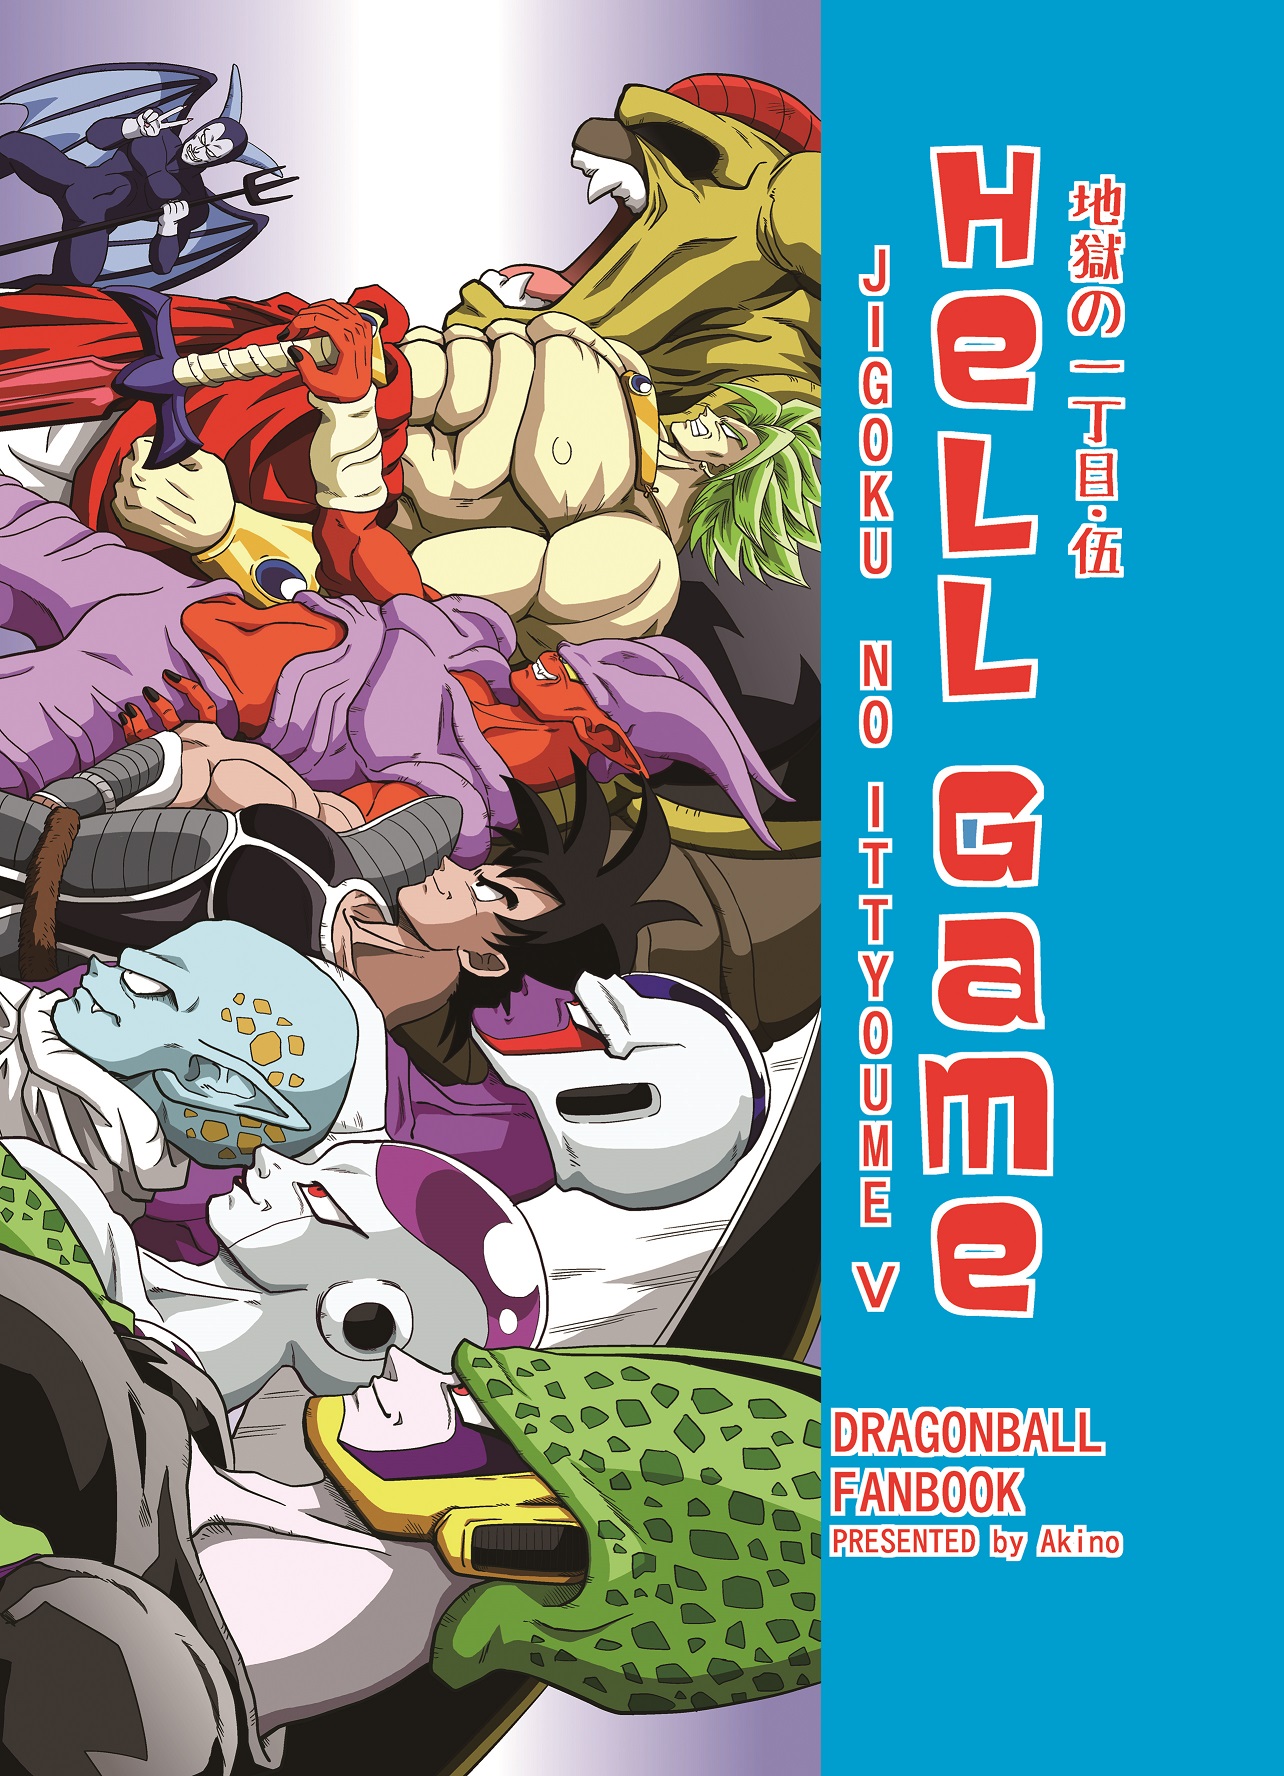 地獄の一丁目・伍
HeLL Game
JIGOKU NO ITTYOUME V
DRAGONBALL
FANBOOK
PRESENTED by Akino